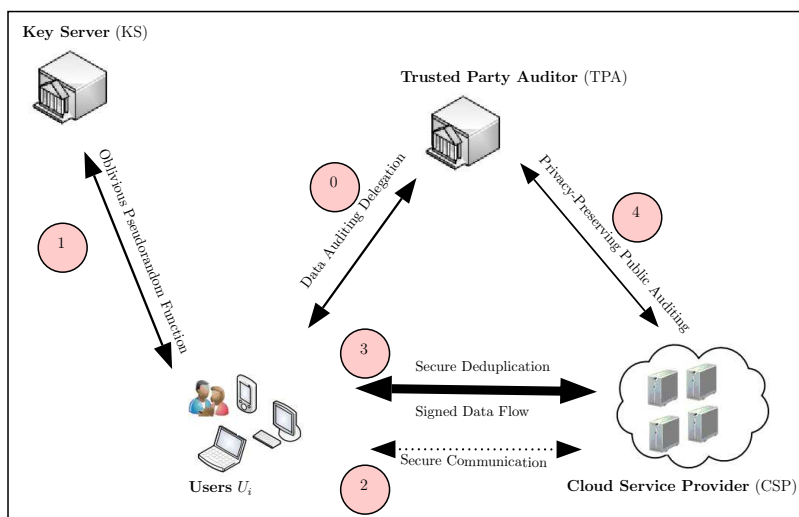 Key Server (KS)
Trusted Party Auditor (TPA)
Oblivious Pseudorandom Function
0
Data Auditing Delegation
Privacy-Preserving Public Auditing
4
1
3
Secure Deduplication
Signed Data Flow
Secure Communication
2
Users Ui
Cloud Service Provider (CSP)